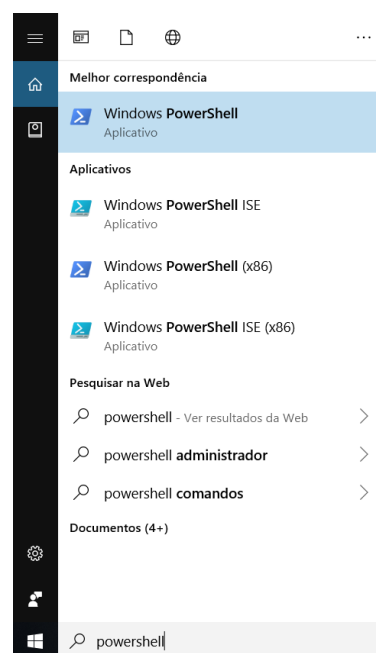 Melhor correspondência
Windows PowerShell
Aplicativo
Aplicativos
Windows PowerShell ISE
Aplicativo
Windows PowerShell (x86)
Aplicativo
Windows PowerShell ISE (x86)
Aplicativo
Pesquisar na Web
powershell - Ver resultados da Web
powershell administrador
powershell comandos
Documentos (4+)
powershell